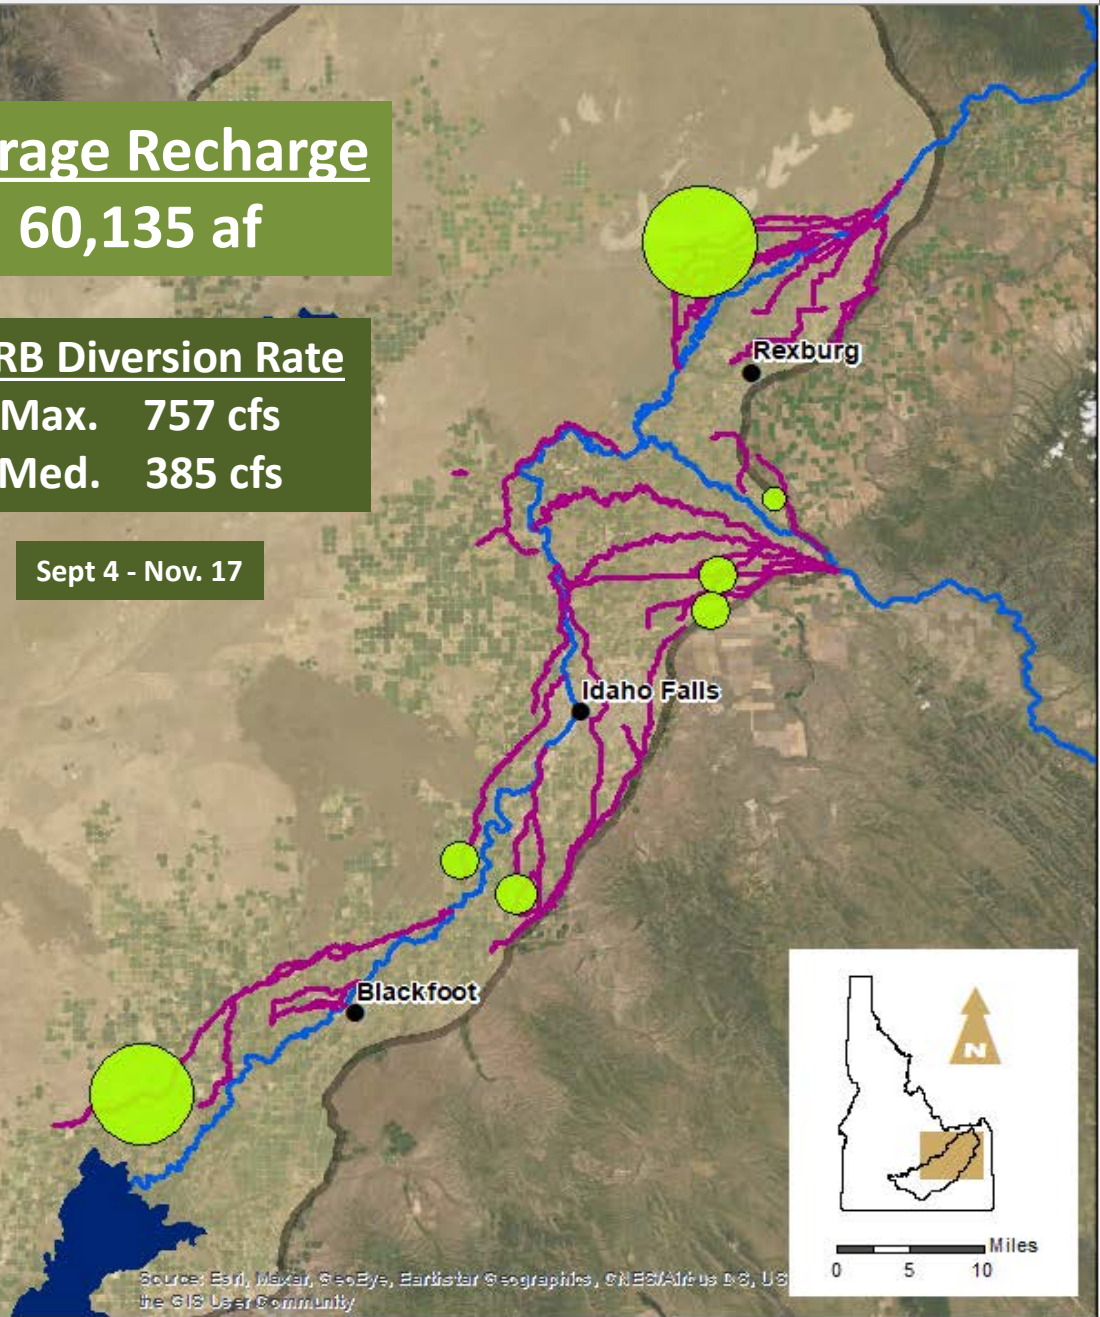 rage Recharge
60,135 af
RB Diversion Rate
Max. 757 cfs
Med. 385 cfs
Sept 4 - Nov. 17
Rexburg
Idaho Falls
Blackfoot
N
Miles
0 5 10
Source: Esri, Maxar, GeoEye, Earthstar Geographics, CNES/Airbus DS, US
the GIS User Community